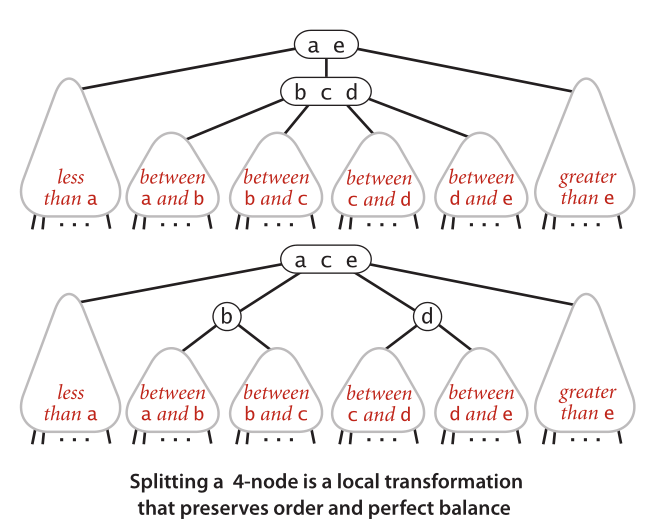 a e
b c d
less
than a
between
a and b
between
b and c
between
c and d
between
d and e
greater
than e
. . .
. . .
. . .
. . .
. . .
. . .
a c e
b
d
less
than a
between
a and b
between
b and c
between
c and d
between
d and e
greater
than e
. . .
. . .
. . .
. . .
. . .
. . .
Splitting a 4-node is a local transformation
that preserves order and perfect balance